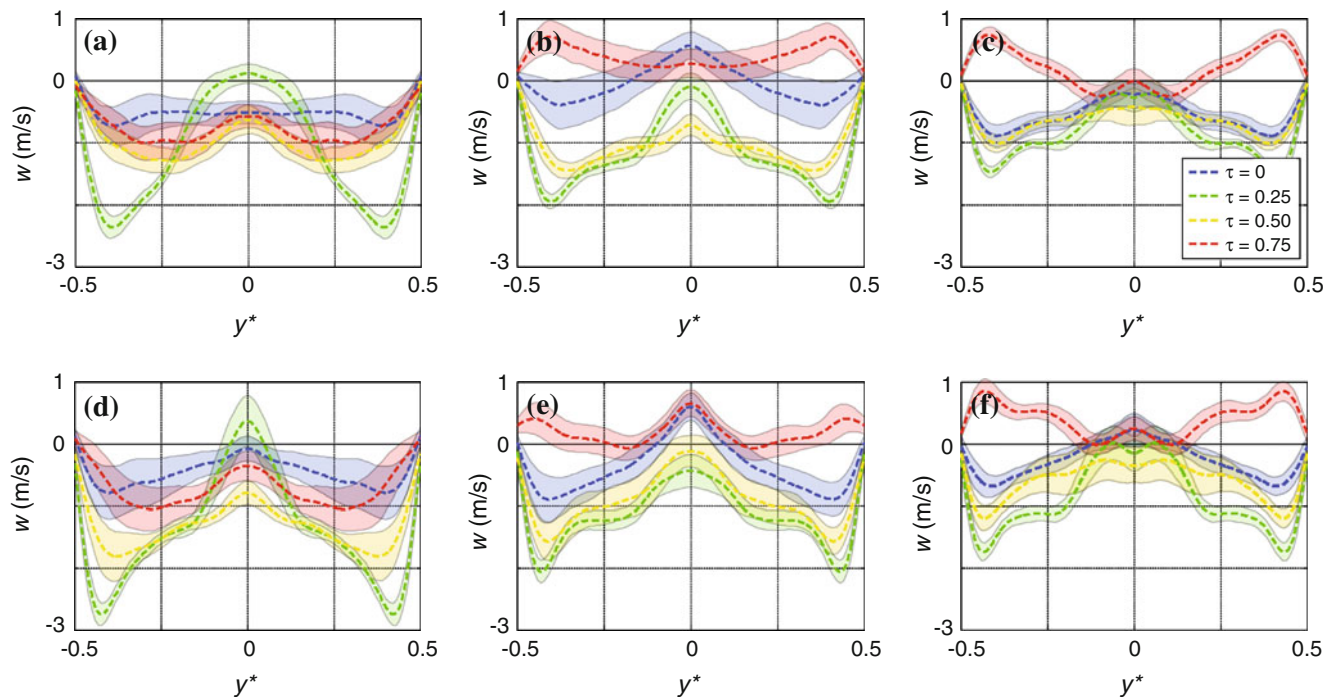 (a)
1
0
-3
w (m/s)
-0.5 0 0.5
y*
(b)
1
0
-3
w (m/s)
-0.5 0 0.5
y*
(c)
1
0
-3
w (m/s)
-0.5 0 0.5
y*
τ = 0
τ = 0.25
τ = 0.50
τ = 0.75
(d)
1
0
-3
w (m/s)
-0.5 0 0.5
y*
(e)
1
0
-3
w (m/s)
-0.5 0 0.5
y*
(f)
1
0
-3
w (m/s)
-0.5 0 0.5
y*